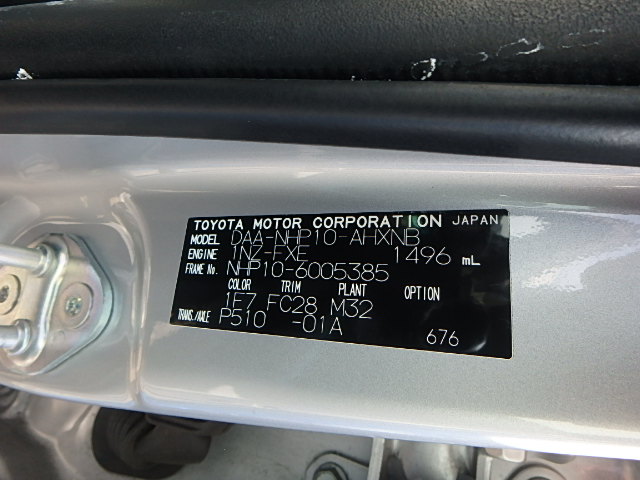 TOYOTA MOTOR CORPORATION JAPAN
MODEL DAA-NHP10-AHXNB
ENGINE 1NZ-FXE 1496 mL
FRAME No. NHP10-6005385
COLOR TRIM PLANT OPTION
1F7 FC28 M32
TRANS./AXLE P510 -01A
676